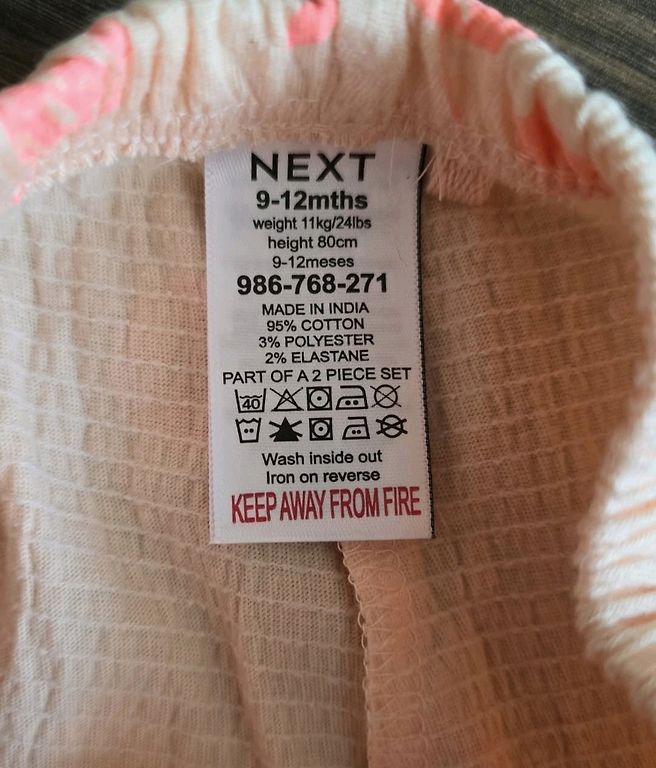 NEXT
9-12mths
weight 11kg/24lbs
height 80cm
9-12meses
986-768-271
MADE IN INDIA
95% COTTON
3% POLYESTER
2% ELASTANE
PART OF A 2 PIECE SET
40
Wash inside out
Iron on reverse
KEEP AWAY FROM FIRE